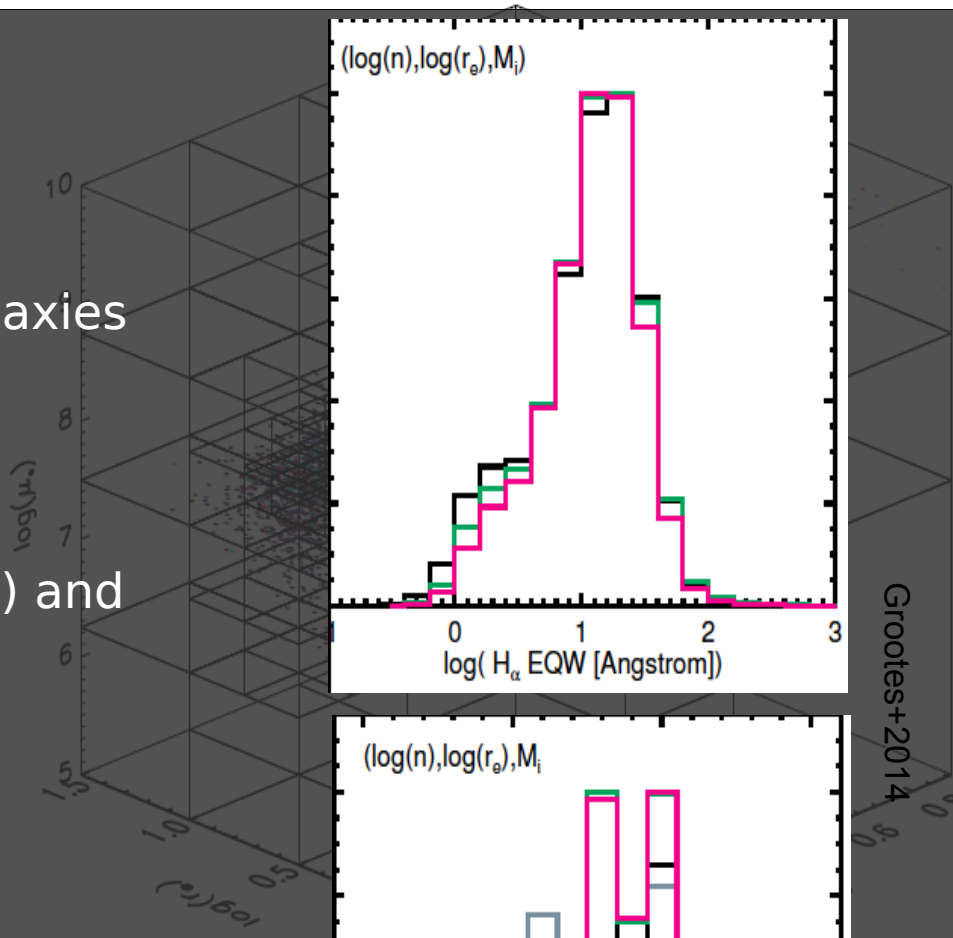 (log(n),log(rₑ),Mᵢ)
10
axies
8
log(μ*)
7
) and
6
5
1.5
1.0
0.5
log(rₑ)
0 1 2 3
log( Hα EQW [Angstrom])
Grootes+2014
(log(n),log(rₑ),Mᵢ